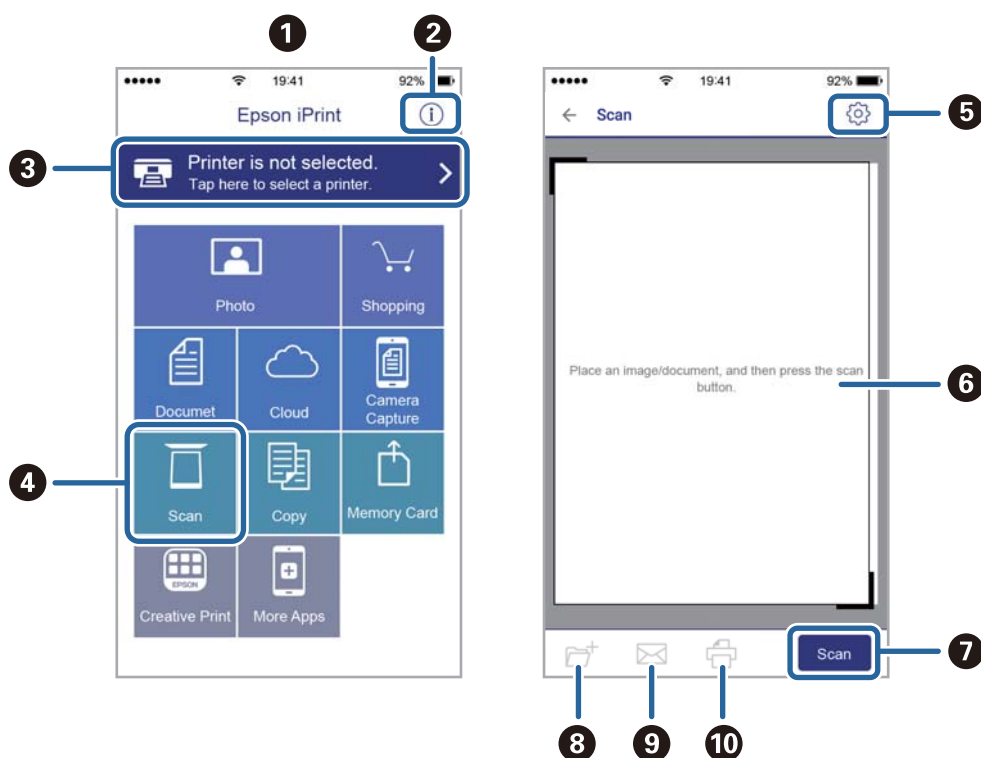 1
2
19:41
92%
Epson iPrint
i
3
Printer is not selected.
Tap here to select a printer.
Photo
Shopping
Documet
Cloud
Camera
Capture
4
Scan
Copy
Memory Card
EPSON
Creative Print
More Apps
19:41
92%
Scan
5
Place an image/document, and then press the scan
button.
6
Scan
7
8
9
10